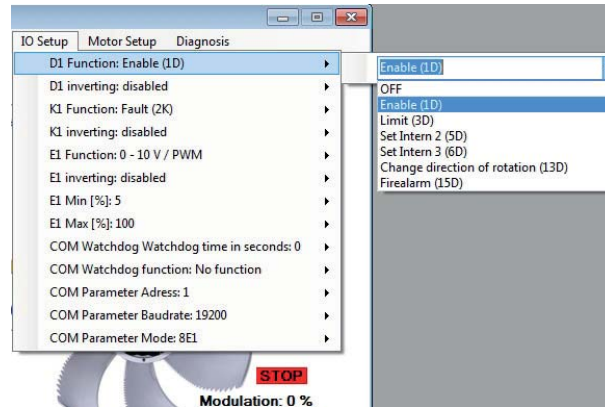 IO Setup Motor Setup Diagnosis
D1 Function: Enable (1D)
D1 inverting: disabled
K1 Function: Fault (2K)
K1 inverting: disabled
E1 Function: 0 - 10 V / PWM
E1 inverting: disabled
E1 Min [%]: 5
E1 Max [%]: 100
COM Watchdog Watchdog time in seconds: 0
COM Watchdog function: No function
COM Parameter Adress: 1
COM Parameter Baudrate: 19200
COM Parameter Mode: 8E1
Enable (1D)
OFF
Enable (1D)
Limit (3D)
Set Intern 2 (5D)
Set Intern 3 (6D)
Change direction of rotation (13D)
Firealarm (15D)
STOP
Modulation: 0 %